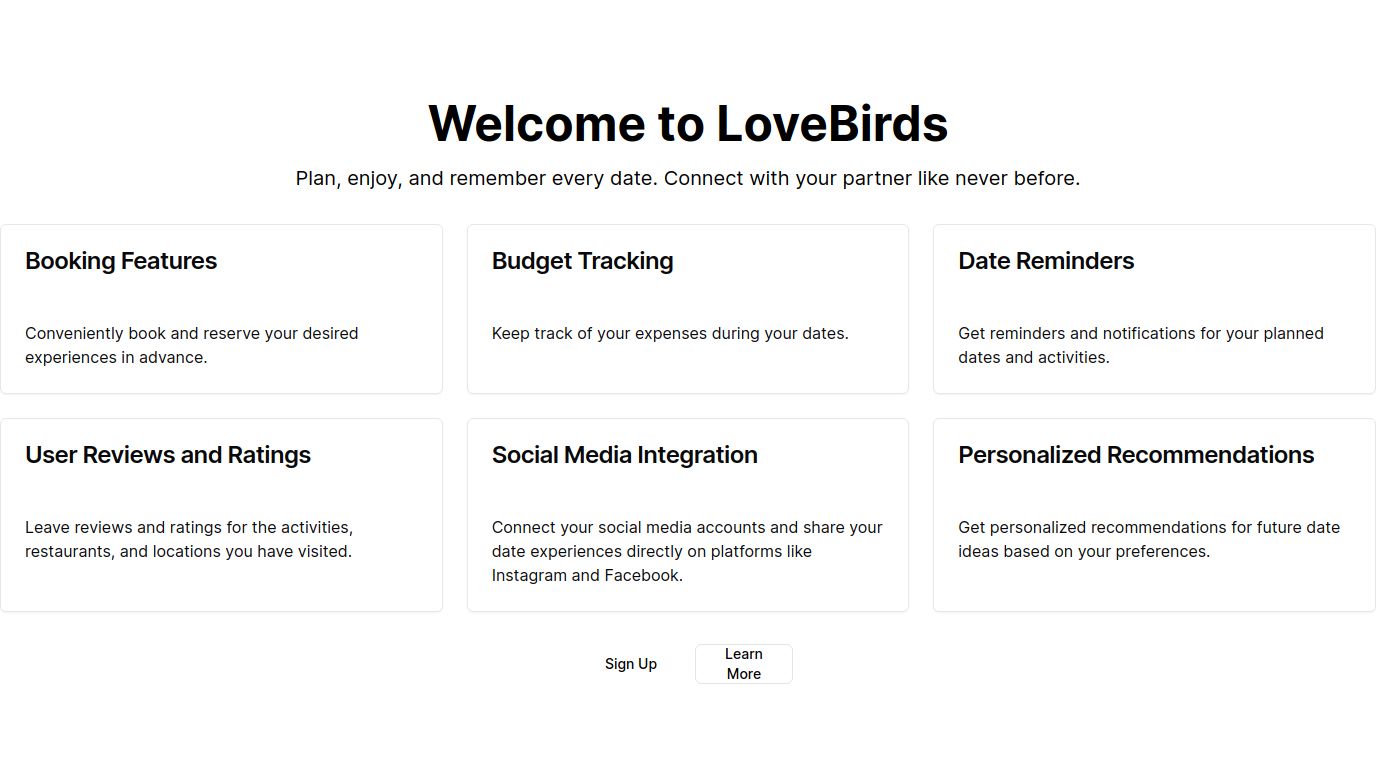 Welcome to LoveBirds
Plan, enjoy, and remember every date. Connect with your partner like never before.
Booking Features
Conveniently book and reserve your desired
experiences in advance.
Budget Tracking
Keep track of your expenses during your dates.
Date Reminders
Get reminders and notifications for your planned
dates and activities.
User Reviews and Ratings
Leave reviews and ratings for the activities,
restaurants, and locations you have visited.
Social Media Integration
Connect your social media accounts and share your
date experiences directly on platforms like
Instagram and Facebook.
Personalized Recommendations
Get personalized recommendations for future date
ideas based on your preferences.
Sign Up
Learn
More